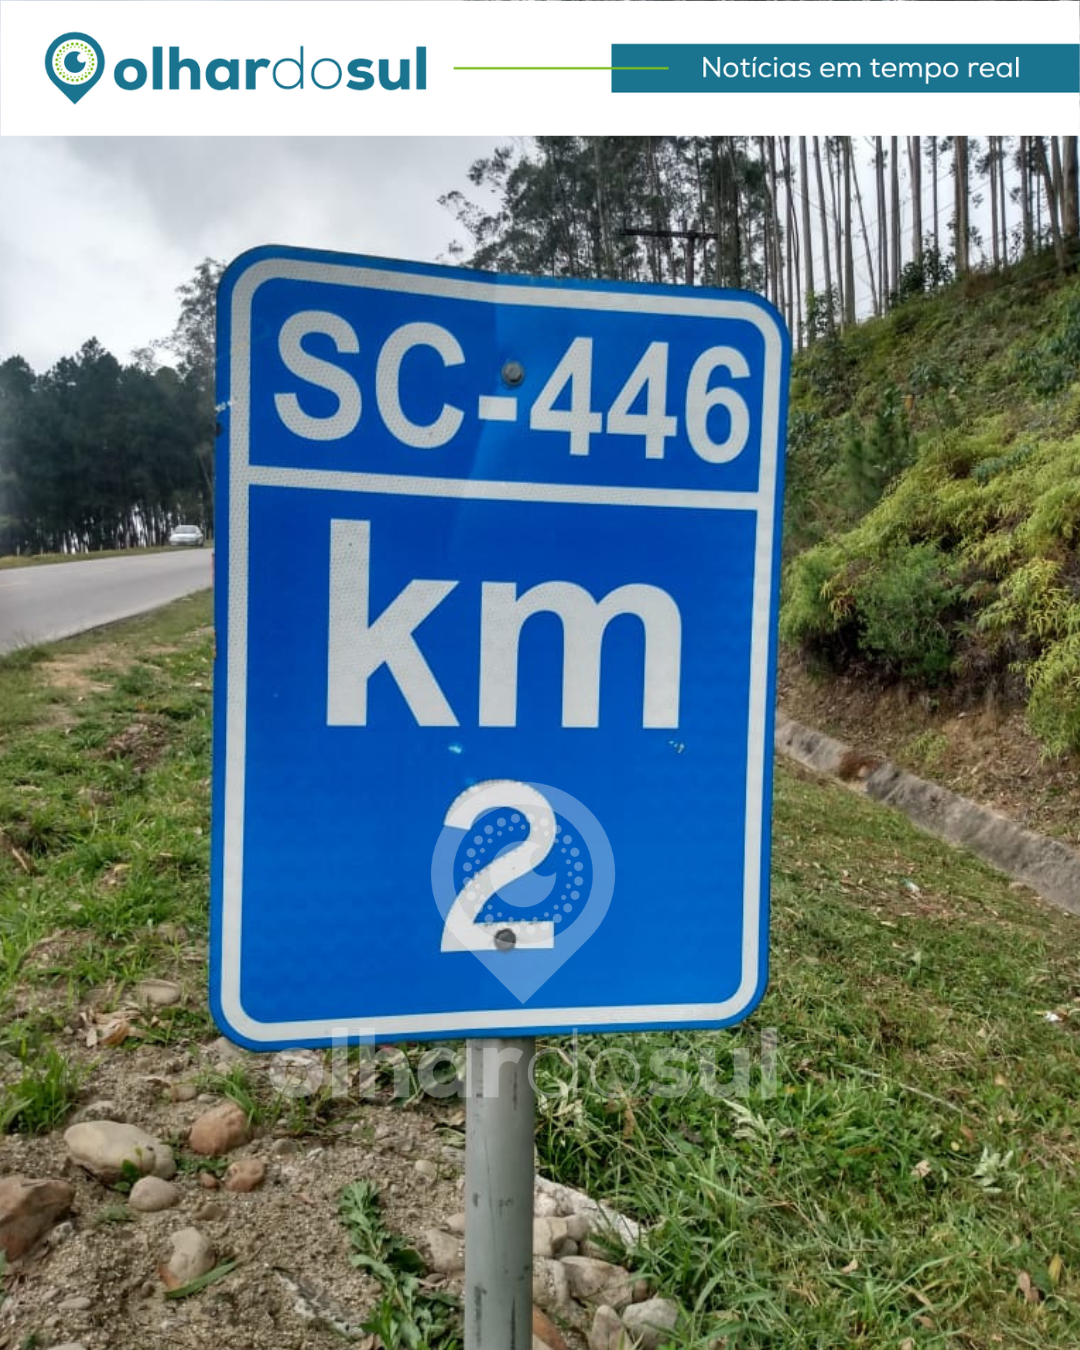 olhardosul
Notícias em tempo real
SC-446
km
2
olhardosul